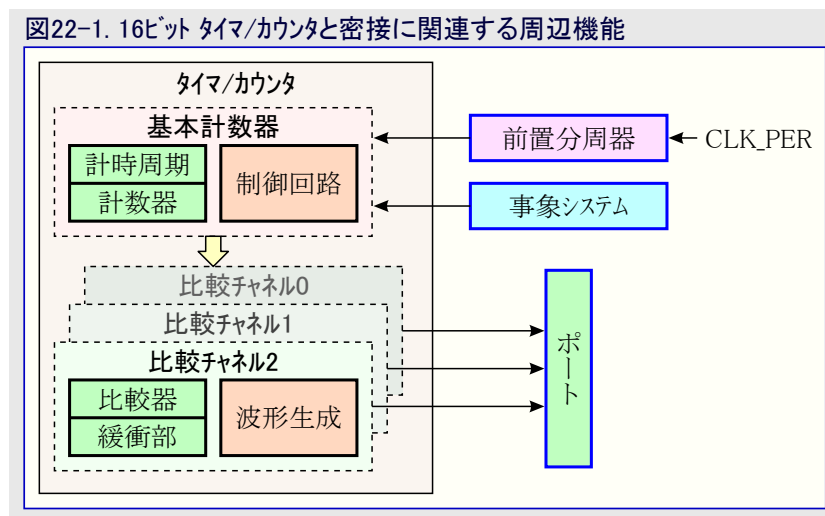 図22-1. 16ﾋﾞｯﾄ ﾀｲﾏ/ｶｳﾝﾀと密接に関連する周辺機能
ﾀｲﾏ/ｶｳﾝﾀ
基本計数器
計時周期
計数器
制御回路
前置分周器
CLK_PER
事象ｼｽﾃﾑ
比較ﾁｬﾈﾙ0
比較ﾁｬﾈﾙ1
比較ﾁｬﾈﾙ2
比較器
緩衝部
波形生成
ポート